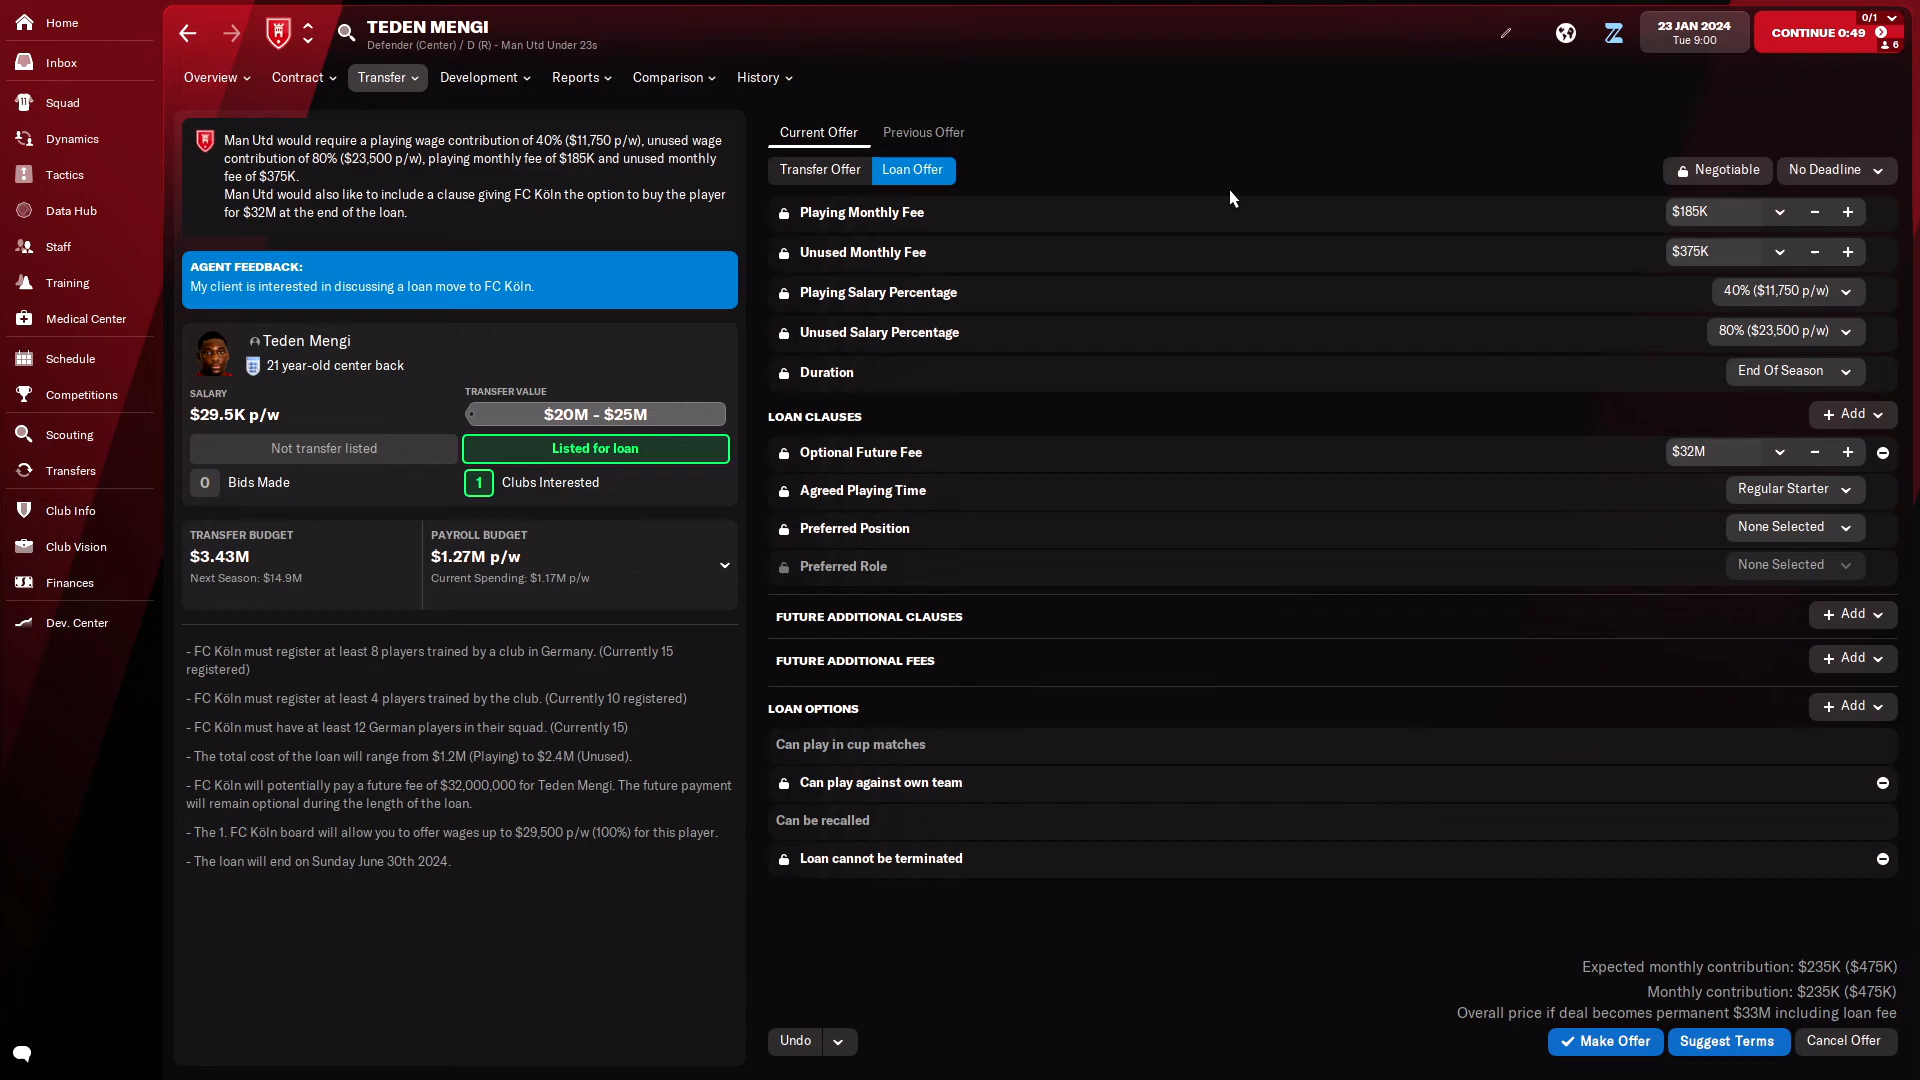 Home
Inbox
Squad
Dynamics
Tactics
Data Hub
Staff
Training
Medical Center
Schedule
Competitions
Scouting
Transfers
Club Info
Club Vision
Finances
Dev. Center
TEDEN MENGI
Defender (Center) / D (R) - Man Utd Under 23s
23 JAN 2024
Tue 9:00
0/1
CONTINUE 0:49
6
Overview
Contract
Transfer
Development
Reports
Comparison
History
Man Utd would require a playing wage contribution of 40% ($11,750 p/w), unused wage
contribution of 80% ($23,500 p/w), playing monthly fee of $185K and unused monthly
fee of $375K.
Man Utd would also like to include a clause giving FC Köln the option to buy the player
for $32M at the end of the loan.
AGENT FEEDBACK:
My client is interested in discussing a loan move to FC Köln.
Teden Mengi
21 year-old center back
SALARY
$29.5K p/w
TRANSFER VALUE
$20M - $25M
Not transfer listed
Listed for loan
0 Bids Made
1 Clubs Interested
TRANSFER BUDGET
$3.43M
Next Season: $14.9M
PAYROLL BUDGET
$1.27M p/w
Current Spending: $1.17M p/w
- FC Köln must register at least 8 players trained by a club in Germany. (Currently 15
registered)
- FC Köln must register at least 4 players trained by the club. (Currently 10 registered)
- FC Köln must have at least 12 German players in their squad. (Currently 15)
- The total cost of the loan will range from $1.2M (Playing) to $2.4M (Unused).
- FC Köln will potentially pay a future fee of $32,000,000 for Teden Mengi. The future payment
will remain optional during the length of the loan.
- The 1. FC Köln board will allow you to offer wages up to $29,500 p/w (100%) for this player.
- The loan will end on Sunday June 30th 2024.
Current Offer
Previous Offer
Transfer Offer
Loan Offer
Negotiable
No Deadline
Playing Monthly Fee $185K
Unused Monthly Fee $375K
Playing Salary Percentage 40% ($11,750 p/w)
Unused Salary Percentage 80% ($23,500 p/w)
Duration End Of Season
LOAN CLAUSES + Add
Optional Future Fee $32M
Agreed Playing Time Regular Starter
Preferred Position None Selected
Preferred Role None Selected
FUTURE ADDITIONAL CLAUSES + Add
FUTURE ADDITIONAL FEES + Add
LOAN OPTIONS + Add
Can play in cup matches
Can play against own team
Can be recalled
Loan cannot be terminated
Expected monthly contribution: $235K ($475K)
Monthly contribution: $235K ($475K)
Overall price if deal becomes permanent $33M including loan fee
Undo
Make Offer
Suggest Terms
Cancel Offer